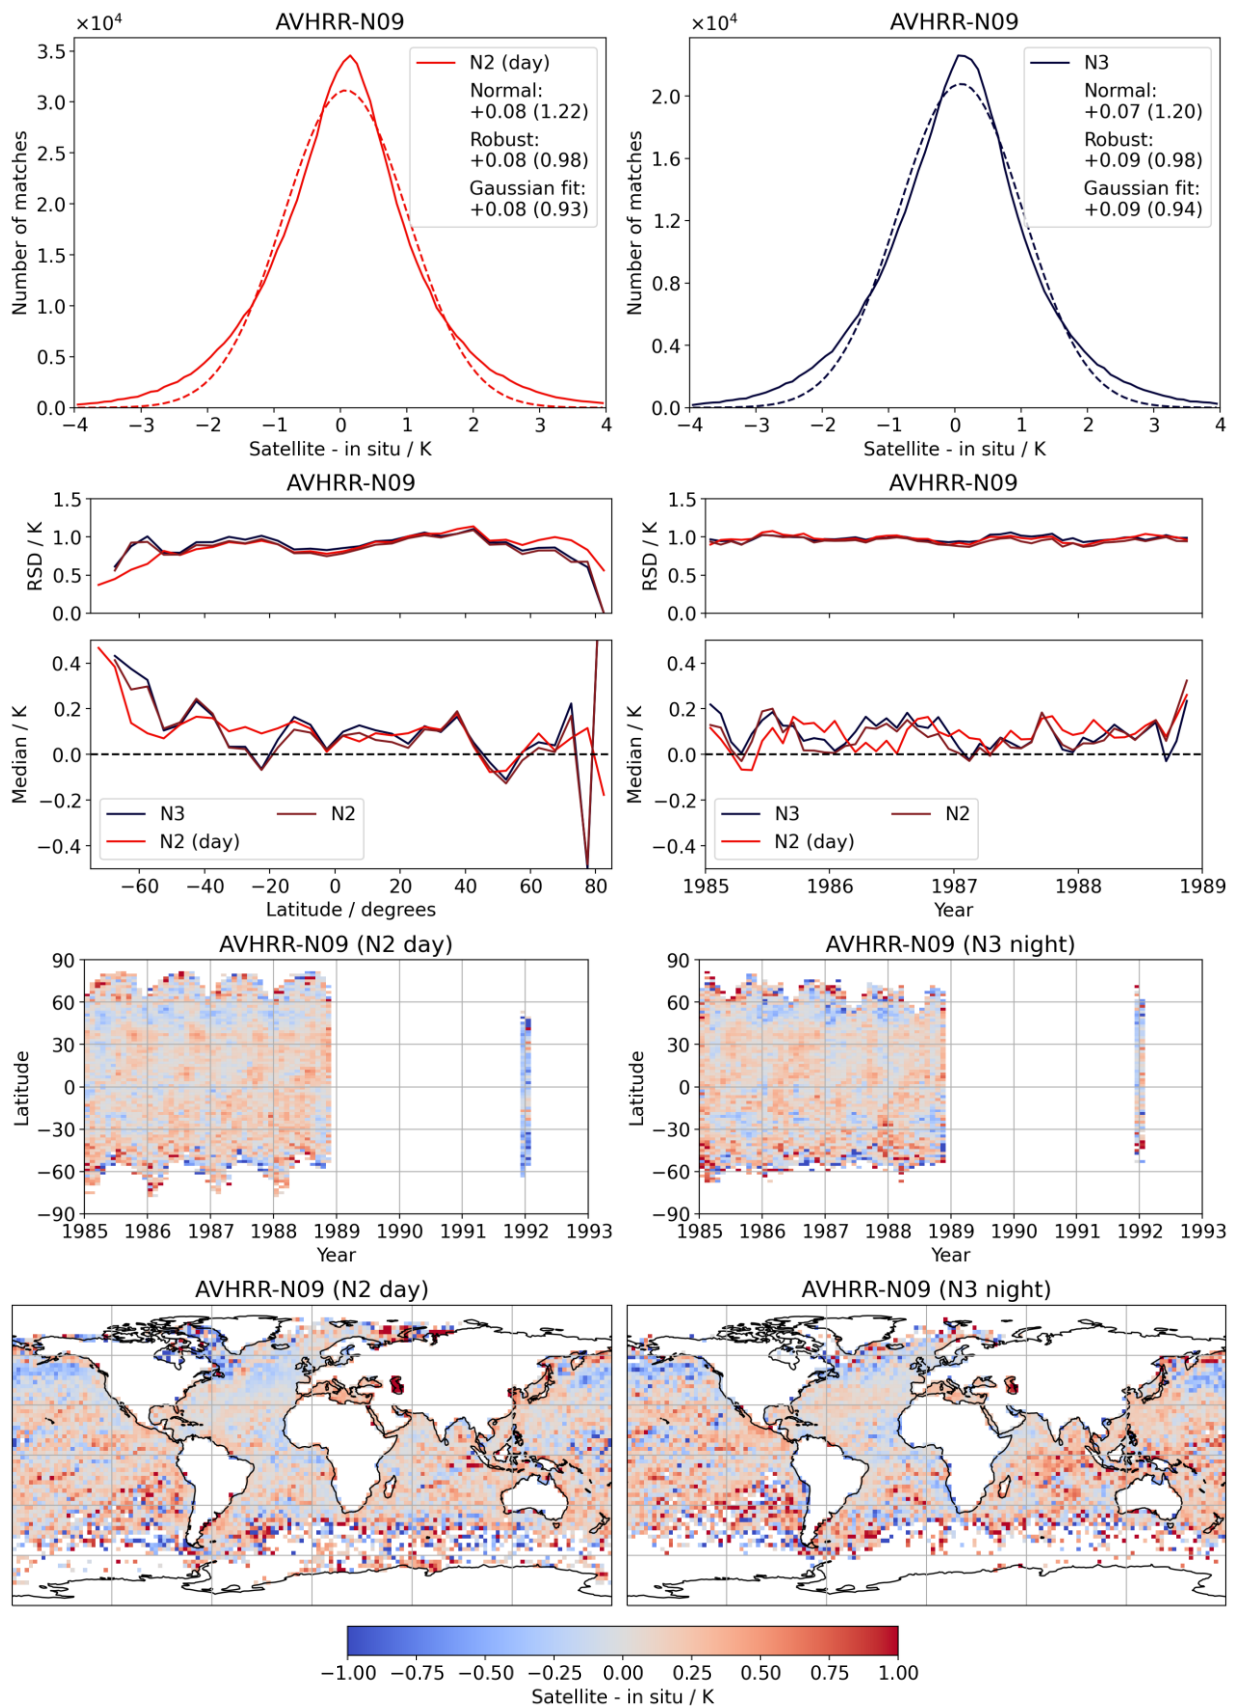 ×10⁴
AVHRR-N09
Number of matches
3.5
3.0
2.5
2.0
1.5
1.0
0.5
0.0
N2 (day)
Normal:
+0.08 (1.22)
Robust:
+0.08 (0.98)
Gaussian fit:
+0.08 (0.93)
−4 −3 −2 −1 0 1 2 3 4
Satellite - in situ / K
×10⁴
AVHRR-N09
Number of matches
2.0
1.6
1.2
0.8
0.4
0.0
N3
Normal:
+0.07 (1.20)
Robust:
+0.09 (0.98)
Gaussian fit:
+0.09 (0.94)
−4 −3 −2 −1 0 1 2 3 4
Satellite - in situ / K
AVHRR-N09
RSD / K
1.5
1.0
0.5
0.0
Median / K
0.4
0.2
0.0
−0.2
−0.4
N3 N2
N2 (day)
−60 −40 −20 0 20 40 60 80
Latitude / degrees
AVHRR-N09
RSD / K
1.5
1.0
0.5
0.0
Median / K
0.4
0.2
0.0
−0.2
−0.4
N3 N2
N2 (day)
1985 1986 1987 1988 1989
Year
AVHRR-N09 (N2 day)
Latitude
90
60
30
0
−30
−60
−90
1985 1986 1987 1988 1989 1990 1991 1992 1993
Year
AVHRR-N09 (N3 night)
Latitude
90
60
30
0
−30
−60
−90
1985 1986 1987 1988 1989 1990 1991 1992 1993
Year
AVHRR-N09 (N2 day)
AVHRR-N09 (N3 night)
−1.00 −0.75 −0.50 −0.25 0.00 0.25 0.50 0.75 1.00
Satellite - in situ / K